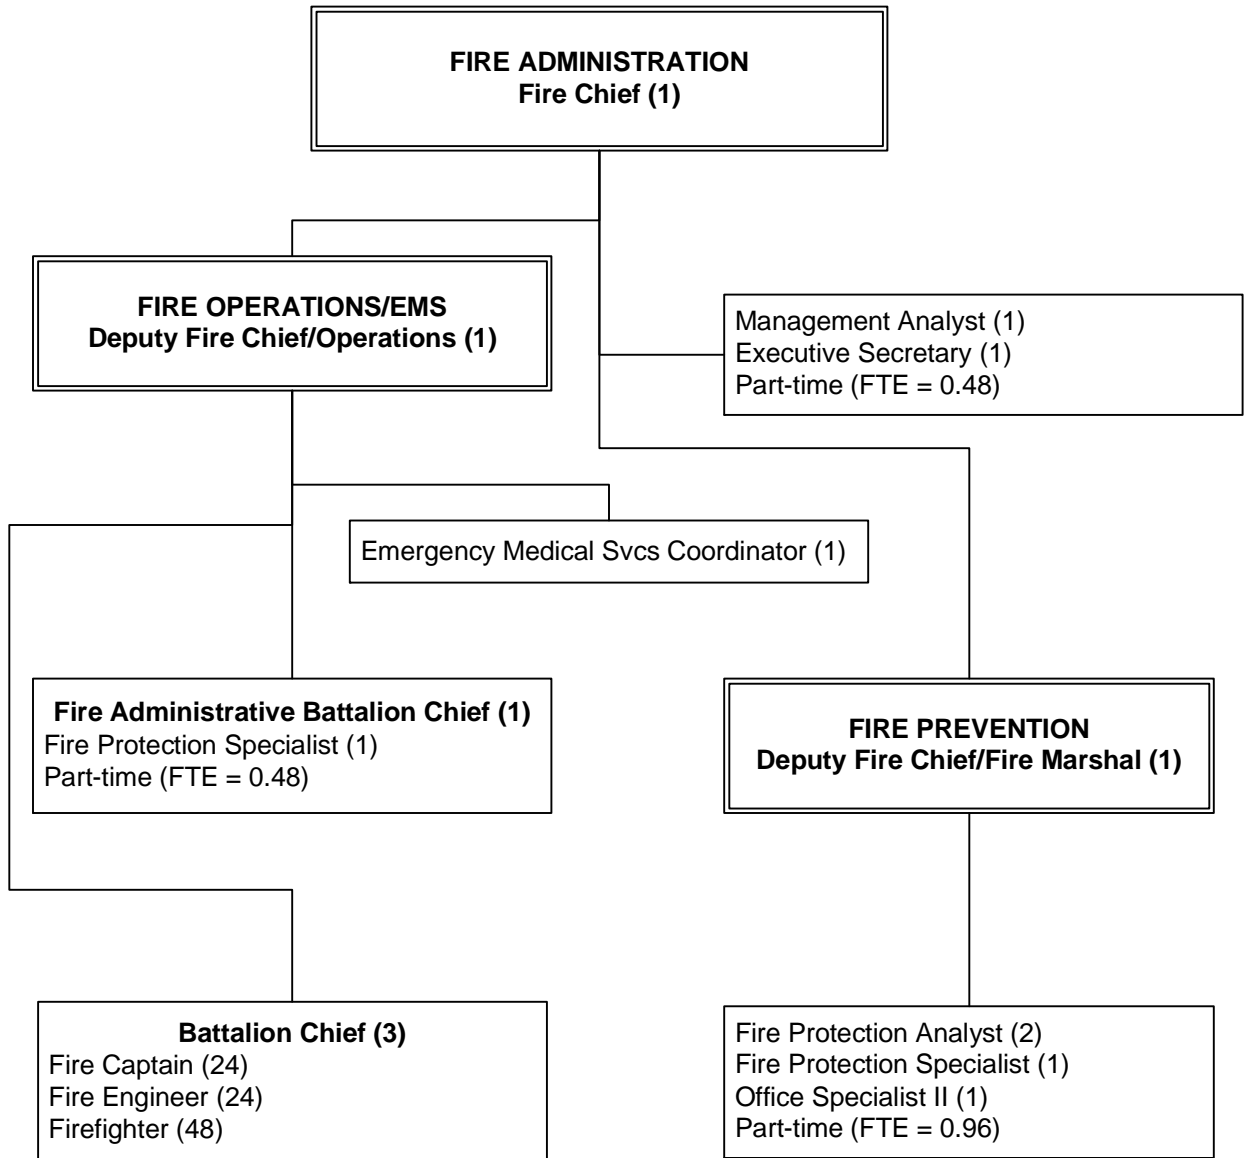 FIRE ADMINISTRATION
Fire Chief (1)
FIRE OPERATIONS/EMS
Deputy Fire Chief/Operations (1)
Management Analyst (1)
Executive Secretary (1)
Part-time (FTE = 0.48)
Emergency Medical Svcs Coordinator (1)
Fire Administrative Battalion Chief (1)
Fire Protection Specialist (1)
Part-time (FTE = 0.48)
FIRE PREVENTION
Deputy Fire Chief/Fire Marshal (1)
Battalion Chief (3)
Fire Captain (24)
Fire Engineer (24)
Firefighter (48)
Fire Protection Analyst (2)
Fire Protection Specialist (1)
Office Specialist II (1)
Part-time (FTE = 0.96)